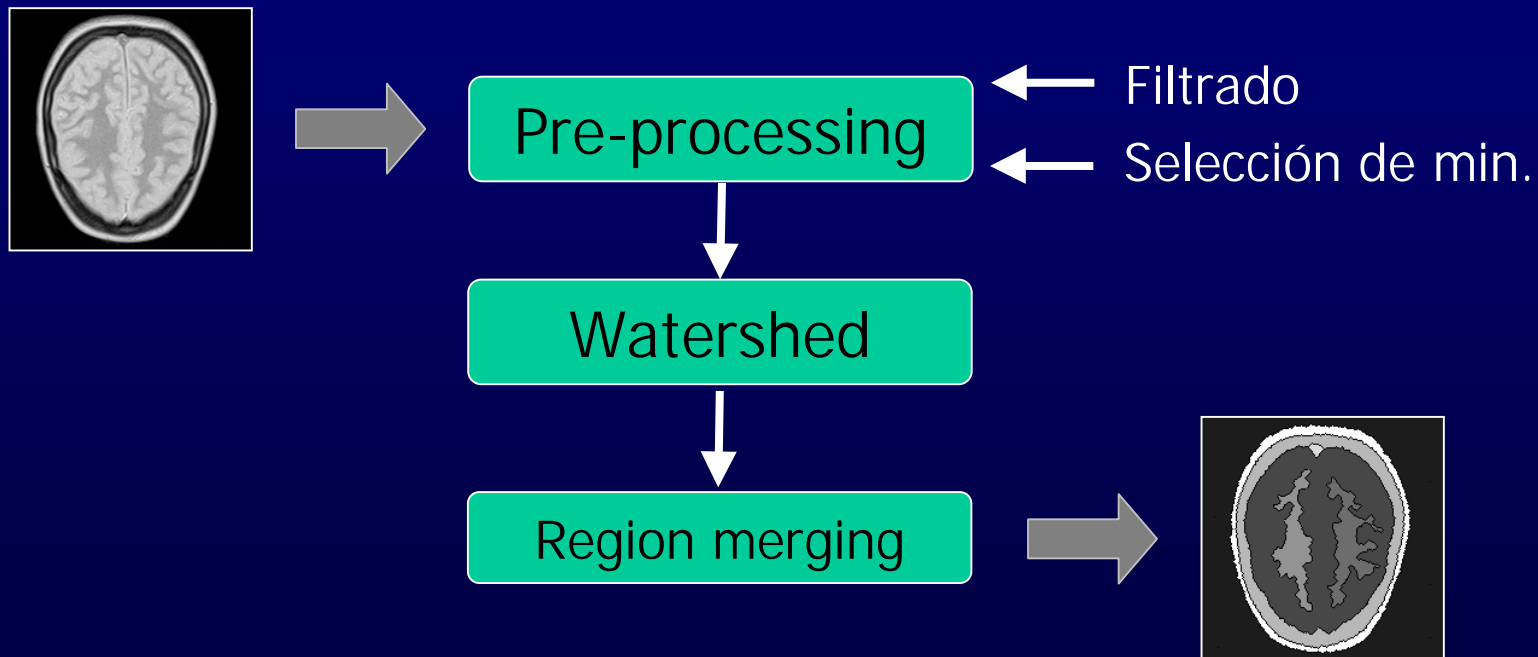 Pre-processing
Filtrado
Selección de min.
Watershed
Region merging